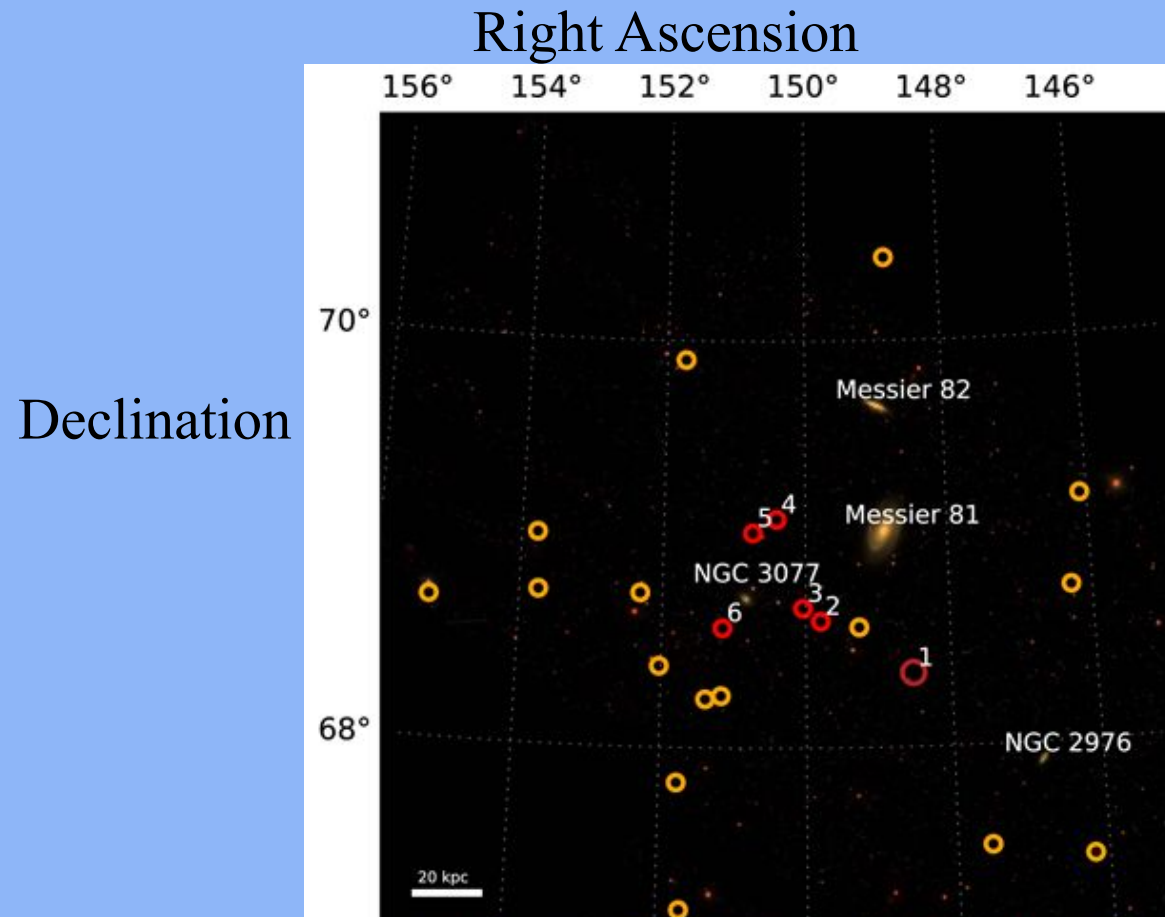 Right Ascension
156° 154° 152° 150° 148° 146°
70°
Messier 82
Declination
4
5
Messier 81
NGC 3077
3
2
6
1
68°
NGC 2976
20 kpc